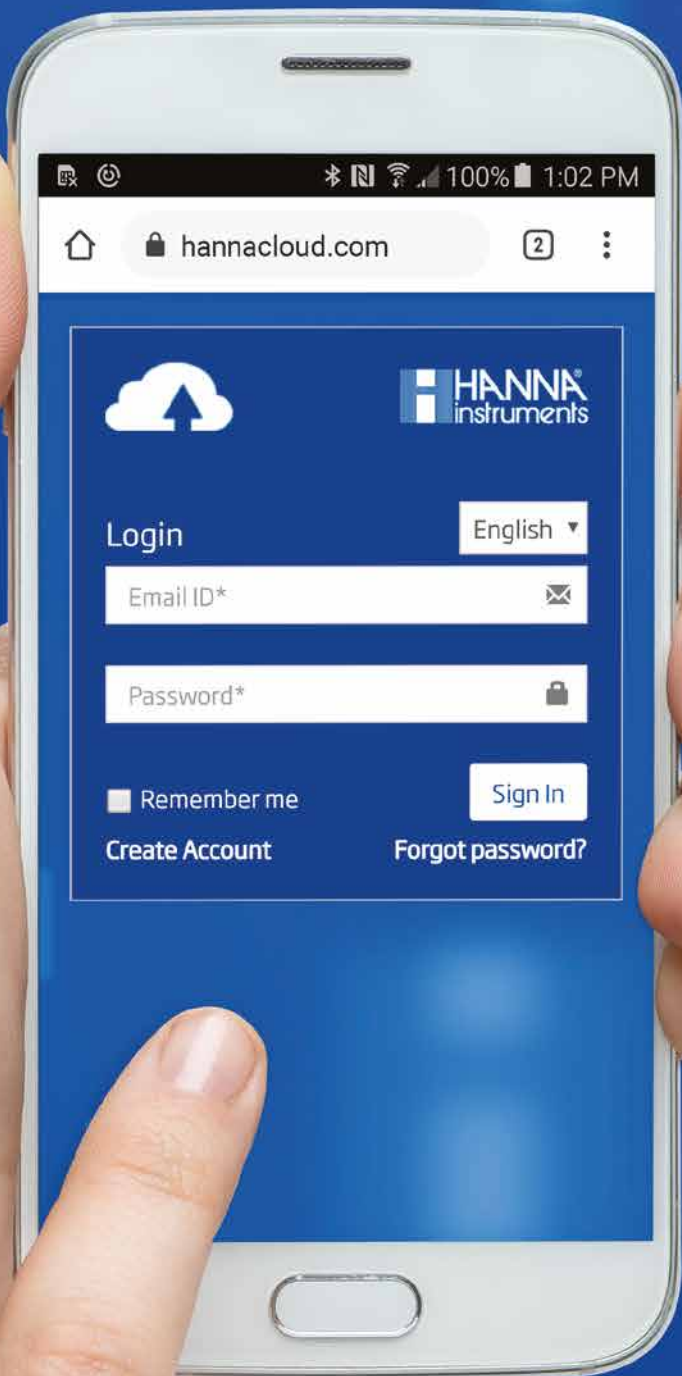 100% 1:02 PM
hannacloud.com 2
HANNA®
instruments
Login English
Email ID*
Password*
Remember me Sign In
Create Account Forgot password?